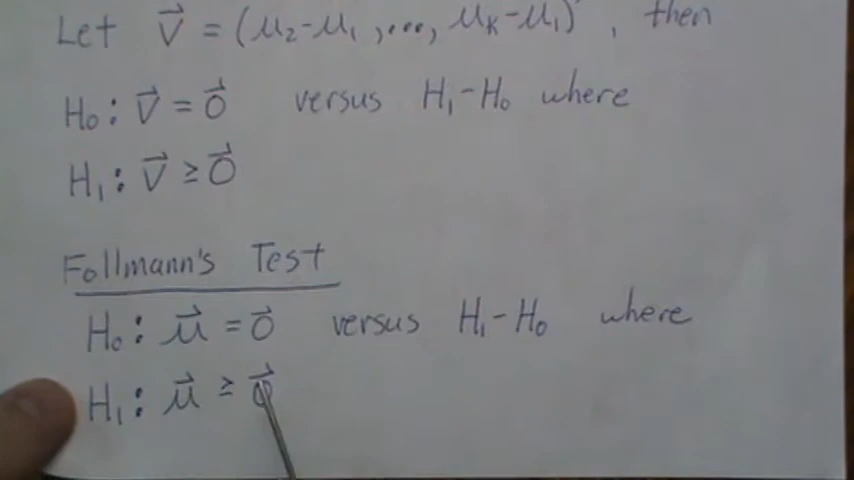 Let v⃗ = (μ₂-μ₁,..., μₖ-μ₁)', then
H₀: v⃗ = 0⃗ versus H₁-H₀ where
H₁: v⃗ ≥ 0⃗
Follmann's Test
H₀: μ⃗ = 0⃗ versus H₁-H₀ where
H₁: μ⃗ ≥ 0⃗